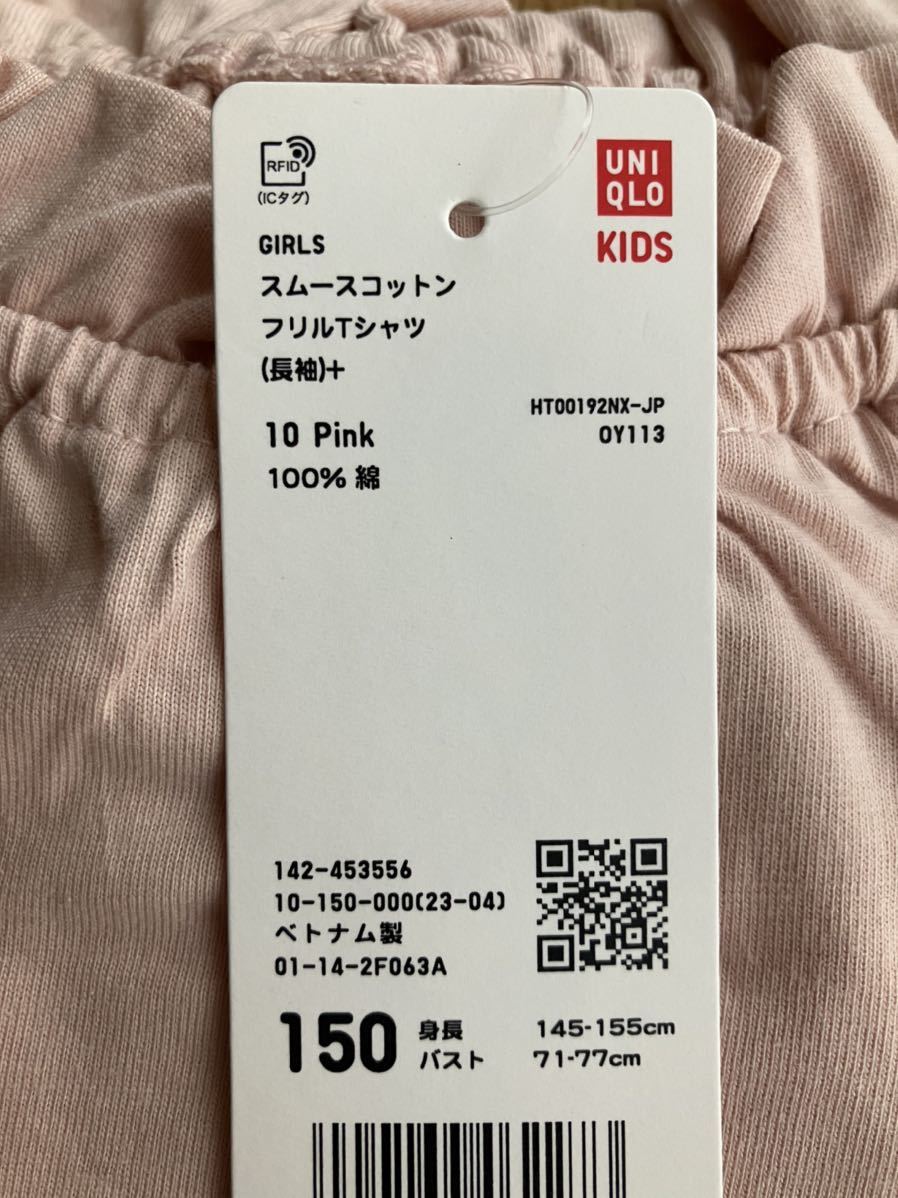 RFID
(ICタグ)
UNI
QLO
KIDS
GIRLS
スムースコットン
フリルTシャツ
(長袖)+
HT00192NX-JP
10 Pink
0Y113
100% 綿
142-453556
10-150-000(23-04)
ベトナム製
01-14-2F063A
150 身長 145-155cm
バスト 71-77cm